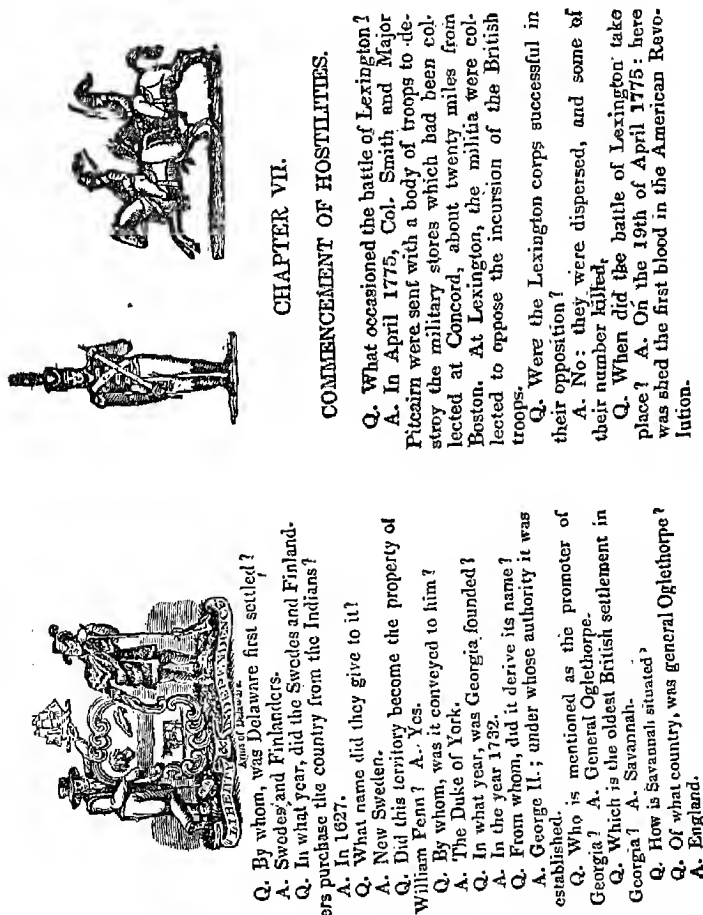 Arms of Delaware.
Q. By whom, was Delaware first settled?
A. Swedes and Finlanders.
Q. In what year, did the Swedes and Finland-
ers purchase the country from the Indians?
A. In 1627.
Q. What name did they give to it?
A. New Sweden.
Q. Did this territory become the property of
William Penn? A. Yes.
Q. By whom, was it conveyed to him?
A. The Duke of York.
Q. In what year, was Georgia founded?
A. In the year 1732.
Q. From whom, did it derive its name?
A. George II.; under whose authority it was
established.
Q. Who is mentioned as the promoter of
Georgia? A. General Oglethorpe.
Q. Which is the oldest British settlement in
Georgia? A. Savannah.
Q. How is Savannah situated?
Q. Of what country, was general Oglethorpe?
A. England.
CHAPTER VII.
COMMENCEMENT OF HOSTILITIES.
Q. What occasioned the battle of Lexington?
A. In April 1775, Col. Smith and Major
Pitcairn were sent with a body of troops to de-
stroy the military stores which had been col-
lected at Concord, about twenty miles from
Boston. At Lexington, the militia were col-
lected to oppose the incursion of the British
troops.
Q. Were the Lexington corps successful in
their opposition?
A. No: they were dispersed, and some of
their number killed.
Q. When did the battle of Lexington take
place? A. On the 19th of April 1775: here
was shed the first blood in the American Revo-
lution.